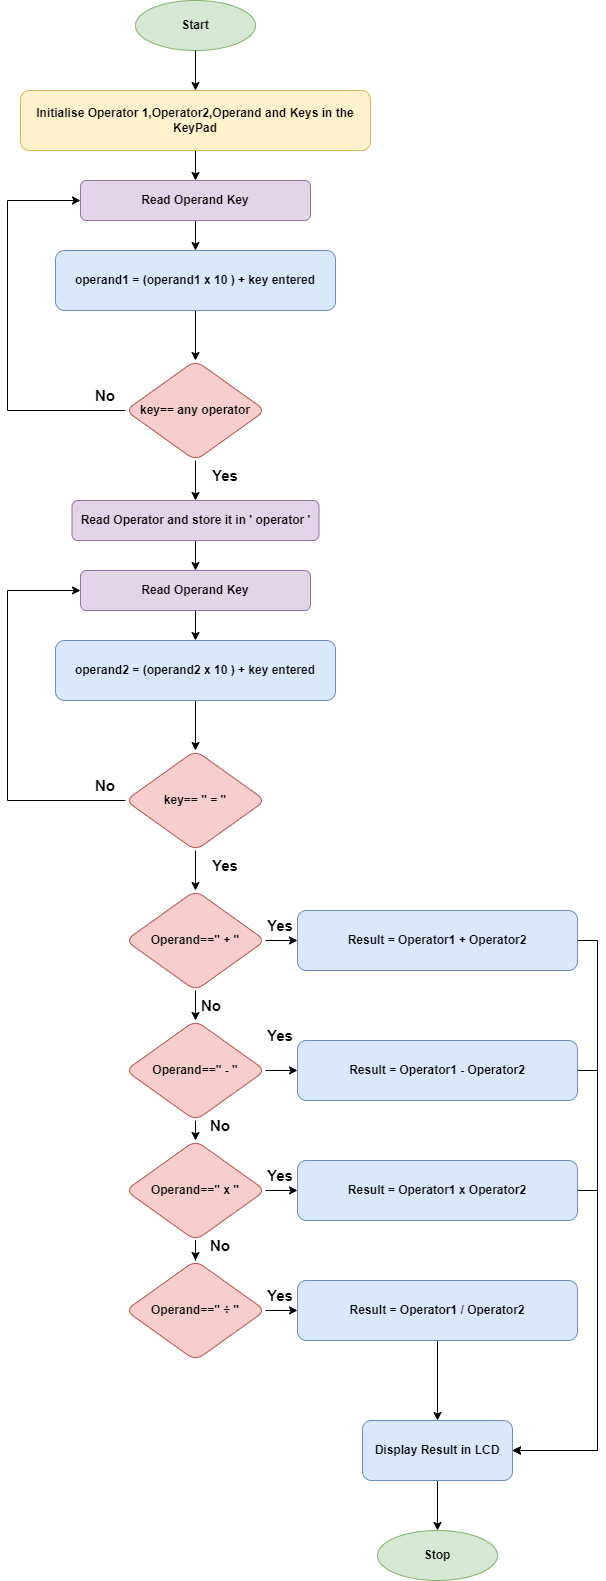 Start
Initialise Operator 1,Operator2,Operand and Keys in the
KeyPad
Read Operand Key
operand1 = (operand1 x 10 ) + key entered
No
key== any operator
Yes
Read Operator and store it in ' operator '
Read Operand Key
operand2 = (operand2 x 10 ) + key entered
No
key== " = "
Yes
Operand==" + "
Yes
Result = Operator1 + Operator2
No
Operand==" - "
Yes
Result = Operator1 - Operator2
No
Operand==" x "
Yes
Result = Operator1 x Operator2
No
Operand==" ÷ "
Yes
Result = Operator1 / Operator2
Display Result in LCD
Stop